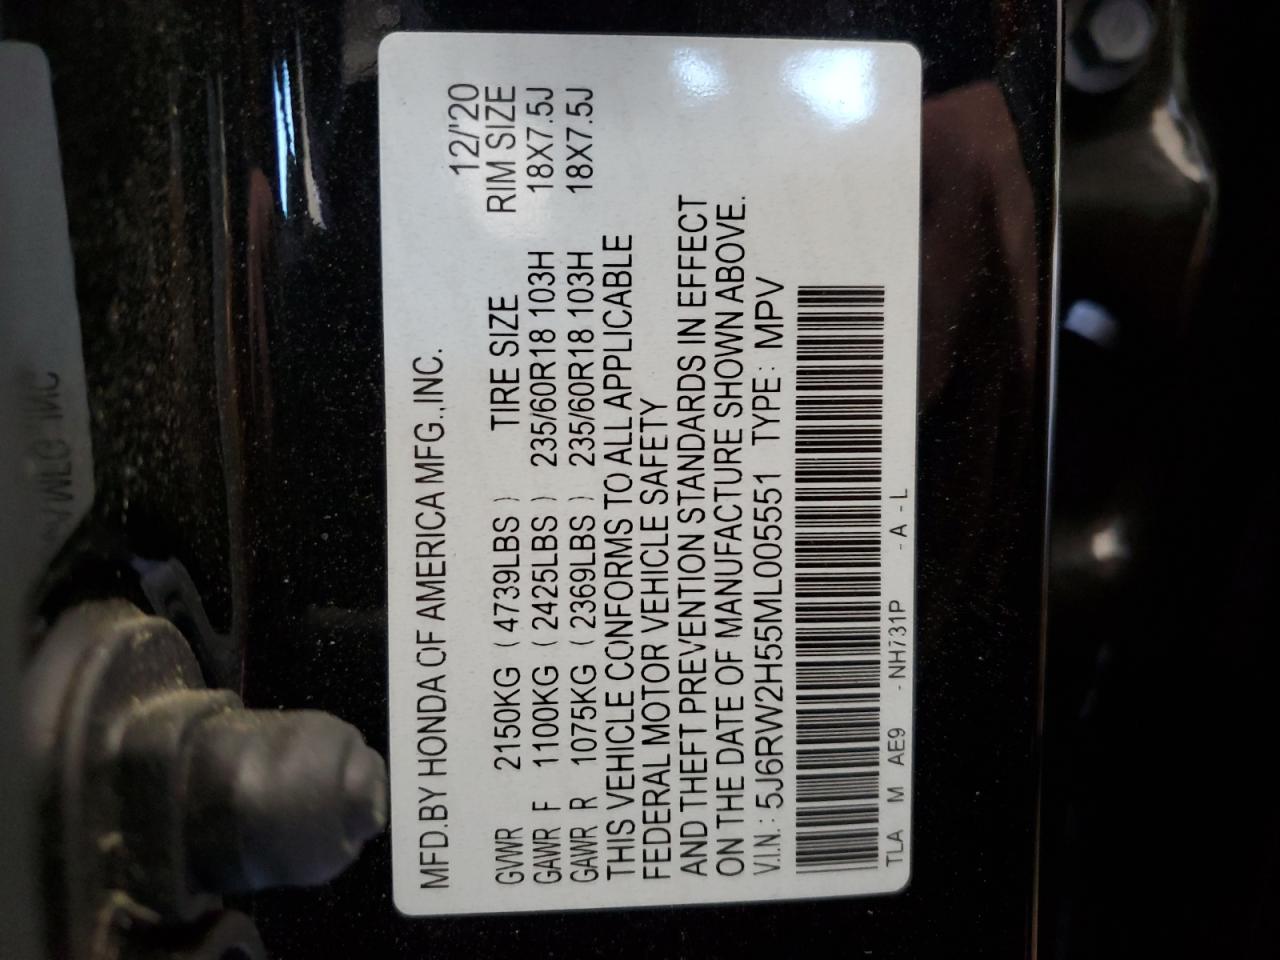 MFD.BY HONDA OF AMERICA MFG.,INC. 12/'20
GVWR 2150KG ( 4739LBS ) TIRE SIZE RIM SIZE
GAWR F 1100KG ( 2425LBS ) 235/60R18 103H 18X7.5J
GAWR R 1075KG ( 2369LBS ) 235/60R18 103H 18X7.5J
THIS VEHICLE CONFORMS TO ALL APPLICABLE
FEDERAL MOTOR VEHICLE SAFETY
AND THEFT PREVENTION STANDARDS IN EFFECT
ON THE DATE OF MANUFACTURE SHOWN ABOVE.
V.I.N.: 5J6RW2H55ML005551 TYPE: MPV
TLA M AE9 -NH731P -A-L